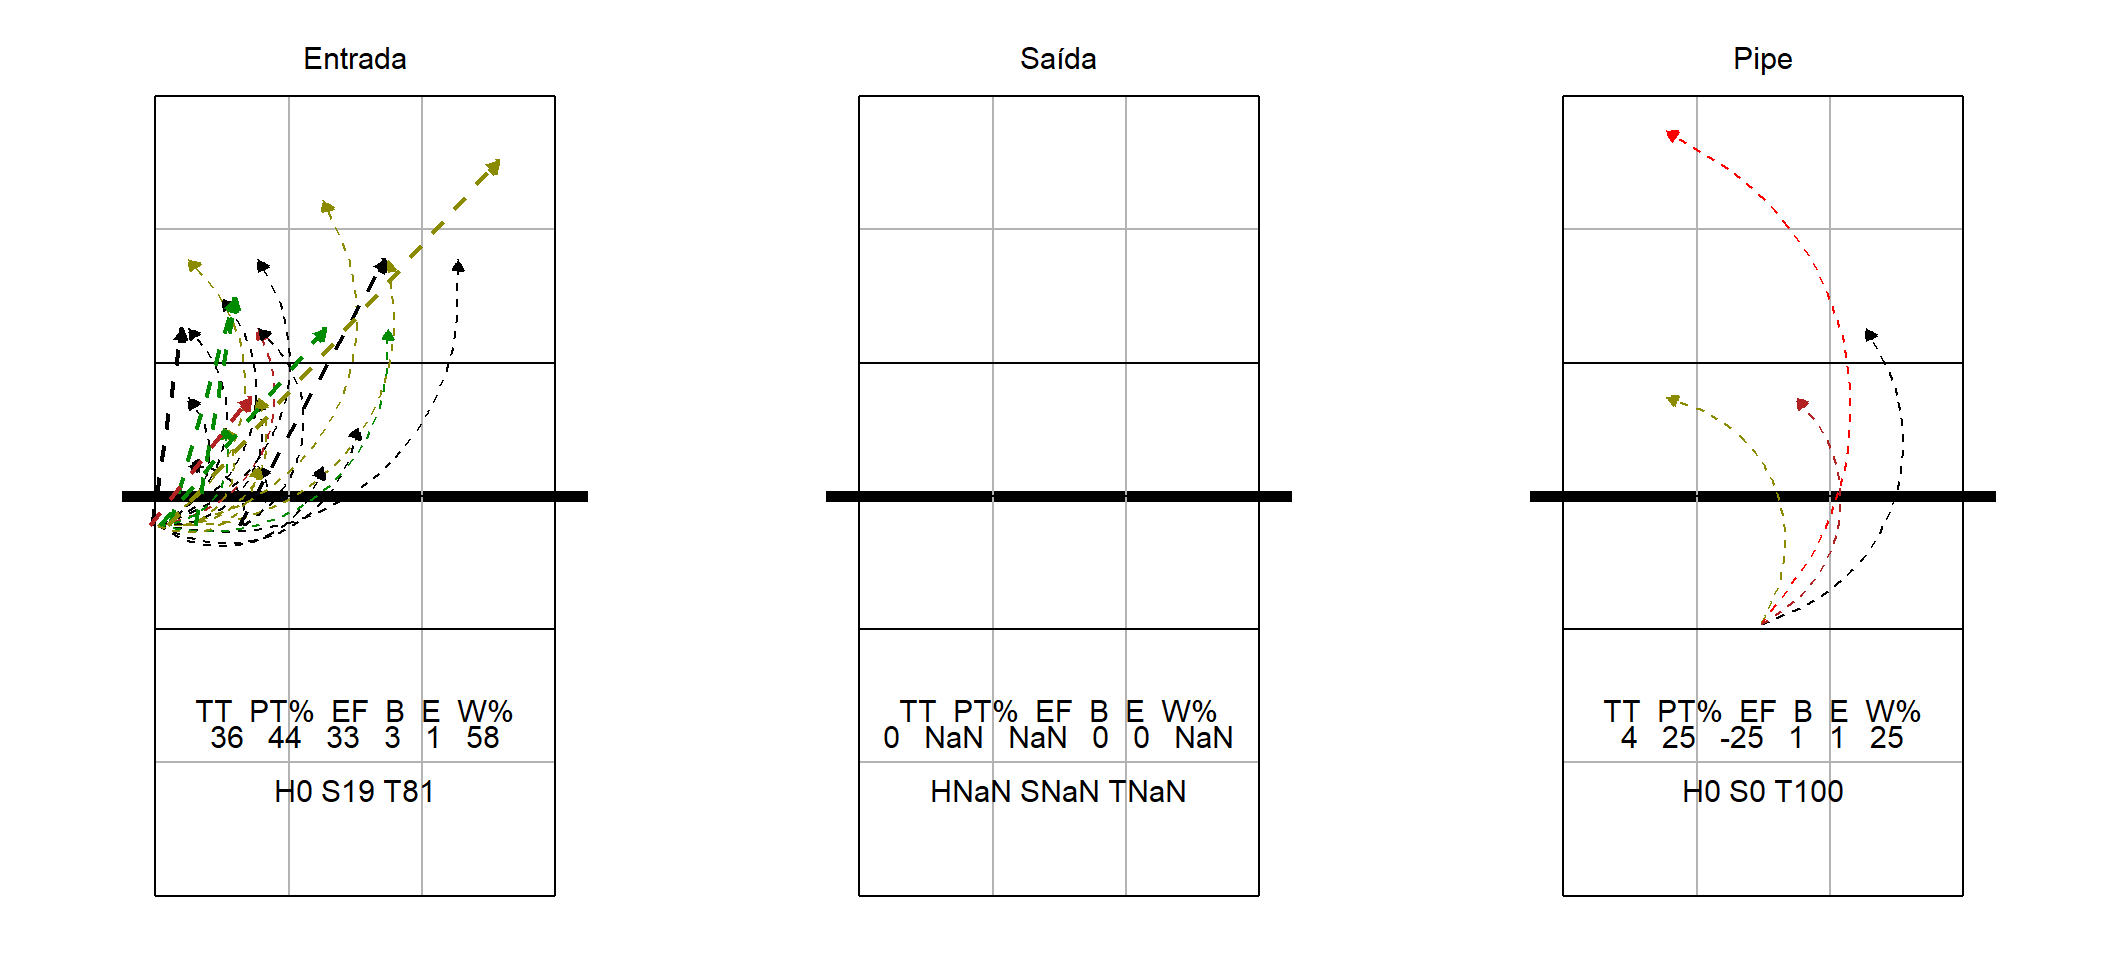 Entrada
TT PT% EF B E W%
36 44 33 3 1 58
H0 S19 T81
Saída
TT PT% EF B E W%
0 NaN NaN 0 0 NaN
HNaN SNaN TNaN
Pipe
TT PT% EF B E W%
4 25 -25 1 1 25
H0 S0 T100